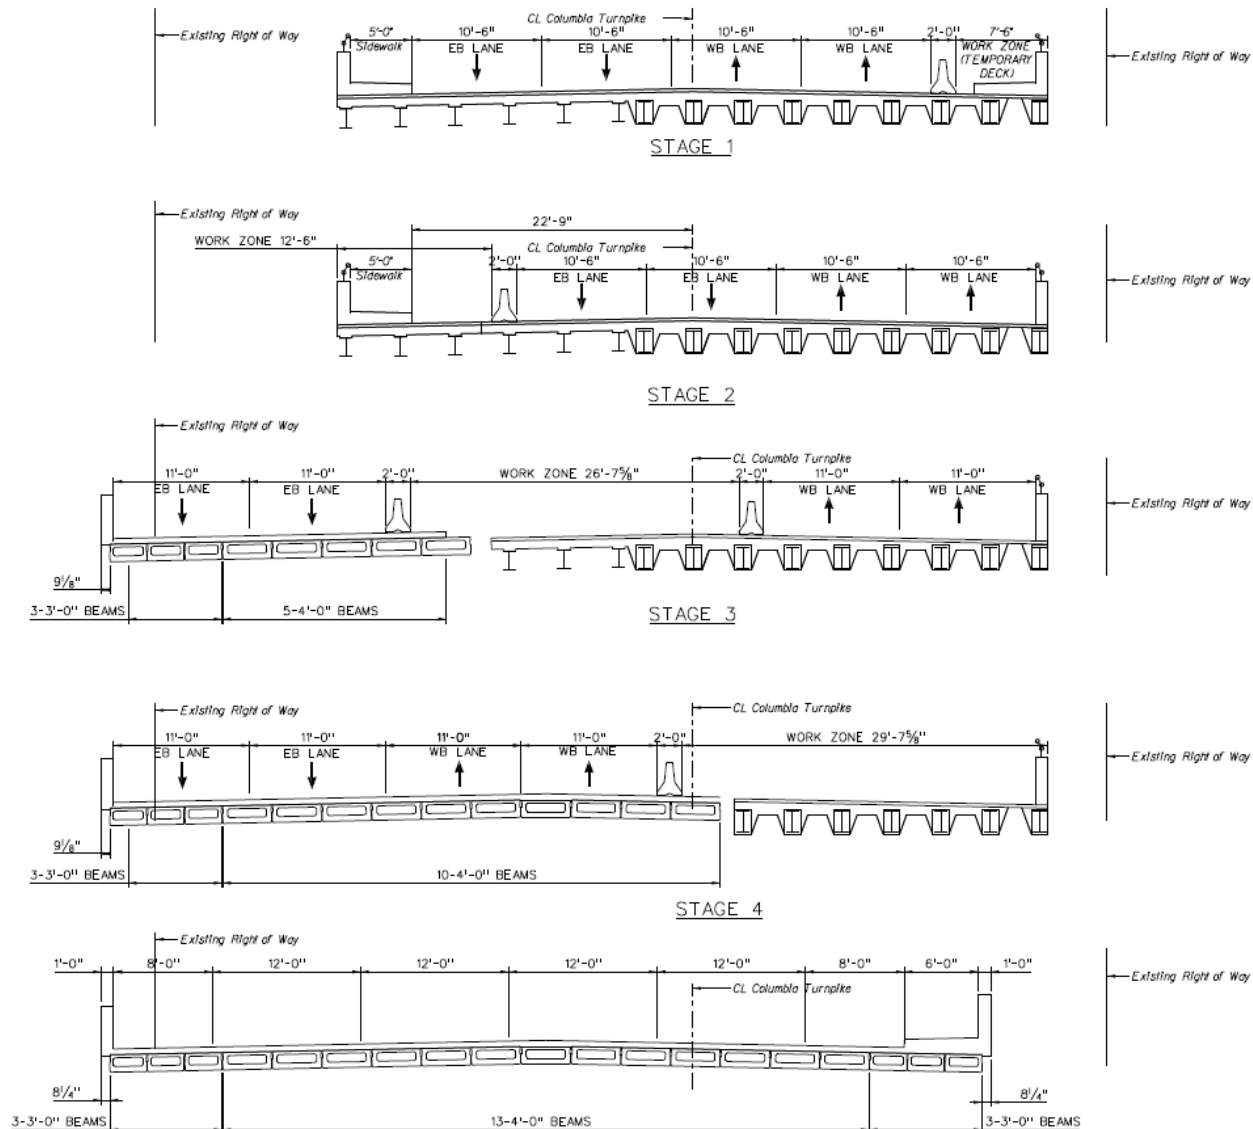 CL Columbia Turnpike
Existing Right of Way
5'-0"
Sidewalk
10'-6"
EB LANE
10'-6"
EB LANE
10'-6"
WB LANE
10'-6"
WB LANE
2'-0"
7'-6"
WORK ZONE
(TEMPORARY
DECK)
Existing Right of Way
STAGE 1
Existing Right of Way
22'-9"
WORK ZONE 12'-6"
CL Columbia Turnpike
5'-0"
Sidewalk
2'-0"
10'-6"
EB LANE
10'-6"
EB LANE
10'-6"
WB LANE
10'-6"
WB LANE
Existing Right of Way
STAGE 2
Existing Right of Way
11'-0"
EB LANE
11'-0"
EB LANE
2'-0"
WORK ZONE 26'-7⅝"
CL Columbia Turnpike
2'-0"
11'-0"
WB LANE
11'-0"
WB LANE
Existing Right of Way
9⅛"
3-3'-0" BEAMS
5-4'-0" BEAMS
STAGE 3
Existing Right of Way
CL Columbia Turnpike
11'-0"
EB LANE
11'-0"
EB LANE
11'-0"
WB LANE
11'-0"
WB LANE
2'-0"
WORK ZONE 29'-7⅝"
Existing Right of Way
9⅛"
3-3'-0" BEAMS
10-4'-0" BEAMS
STAGE 4
Existing Right of Way
1'-0"
8'-0"
12'-0"
12'-0"
12'-0"
12'-0"
8'-0"
6'-0"
1'-0"
CL Columbia Turnpike
Existing Right of Way
8¼"
8¼"
3-3'-0" BEAMS
13-4'-0" BEAMS
3-3'-0" BEAMS